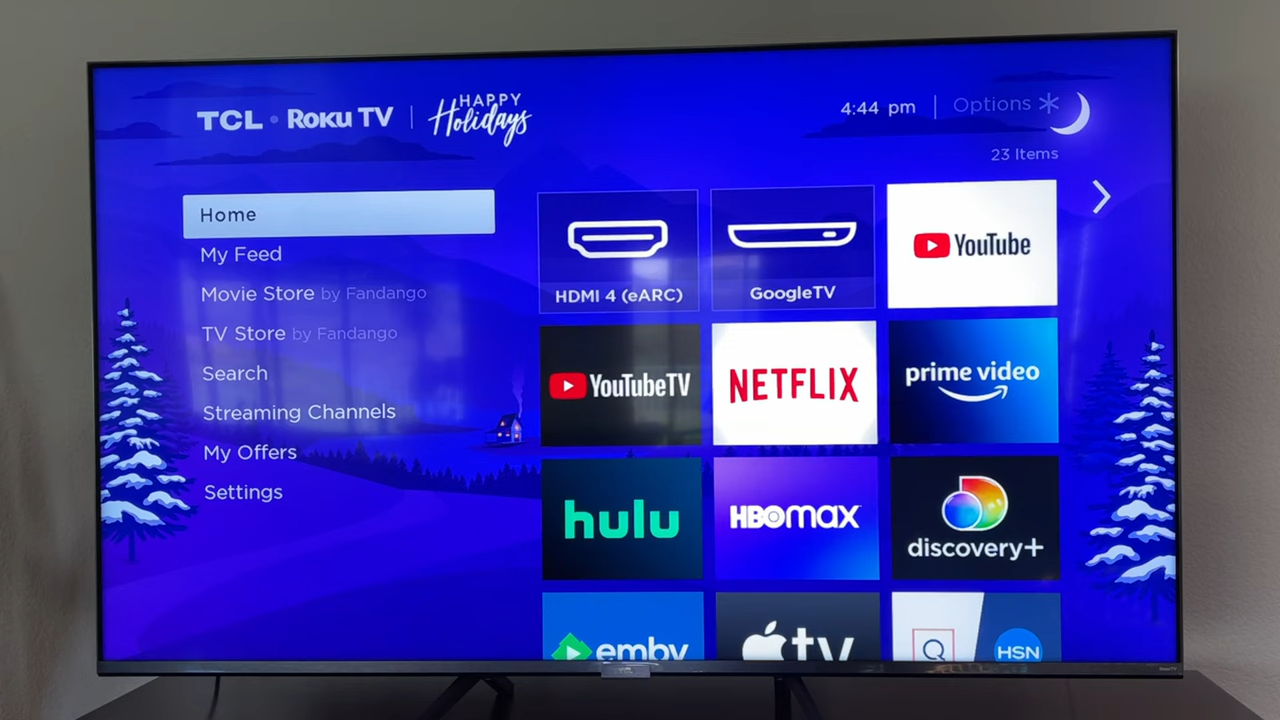 TCL • Roku TV | HAPPY Holidays
4:44 pm | Options
23 Items
Home
My Feed
Movie Store by Fandango
TV Store by Fandango
Search
Streaming Channels
My Offers
Settings
HDMI 4 (eARC)
GoogleTV
YouTube
YouTubeTV
NETFLIX
prime video
hulu
HBOmax
discovery+
emby
tv
Q
HSN
TCL